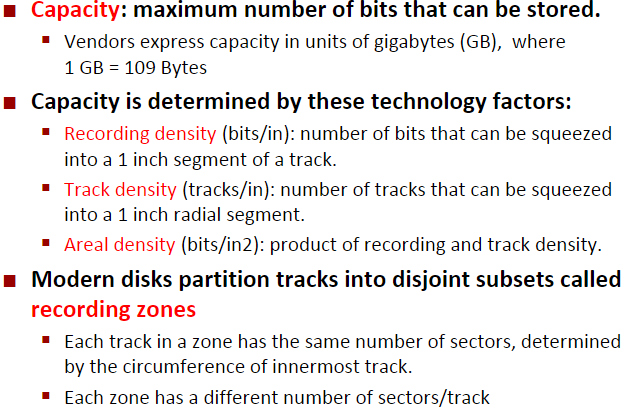 Capacity: maximum number of bits that can be stored.
Vendors express capacity in units of gigabytes (GB), where
1 GB = 109 Bytes
Capacity is determined by these technology factors:
Recording density (bits/in): number of bits that can be squeezed
into a 1 inch segment of a track.
Track density (tracks/in): number of tracks that can be squeezed
into a 1 inch radial segment.
Areal density (bits/in2): product of recording and track density.
Modern disks partition tracks into disjoint subsets called
recording zones
Each track in a zone has the same number of sectors, determined
by the circumference of innermost track.
Each zone has a different number of sectors/track